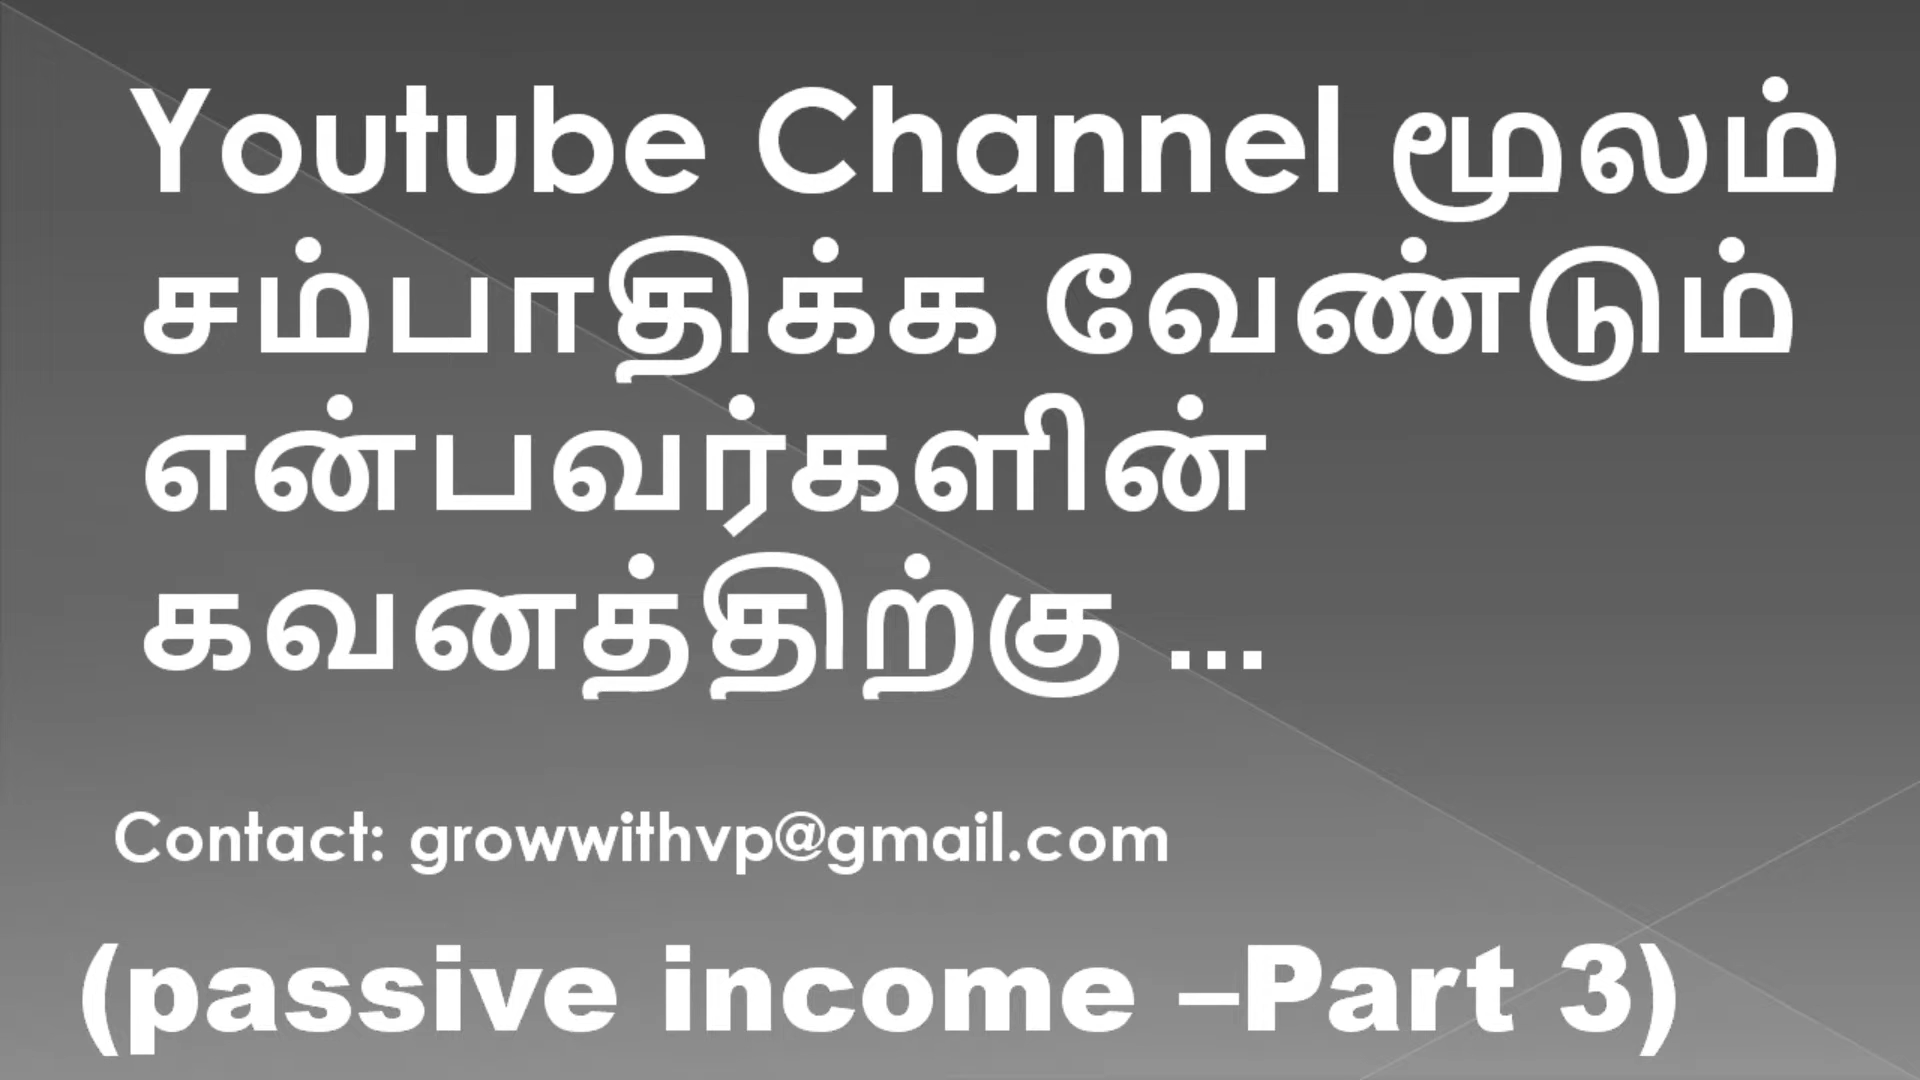 Youtube Channel மூலம்
சம்பாதிக்க வேண்டும்
என்பவர்களின்
கவனத்திற்கு ...
Contact: growwithvp@gmail.com
(passive income –Part 3)